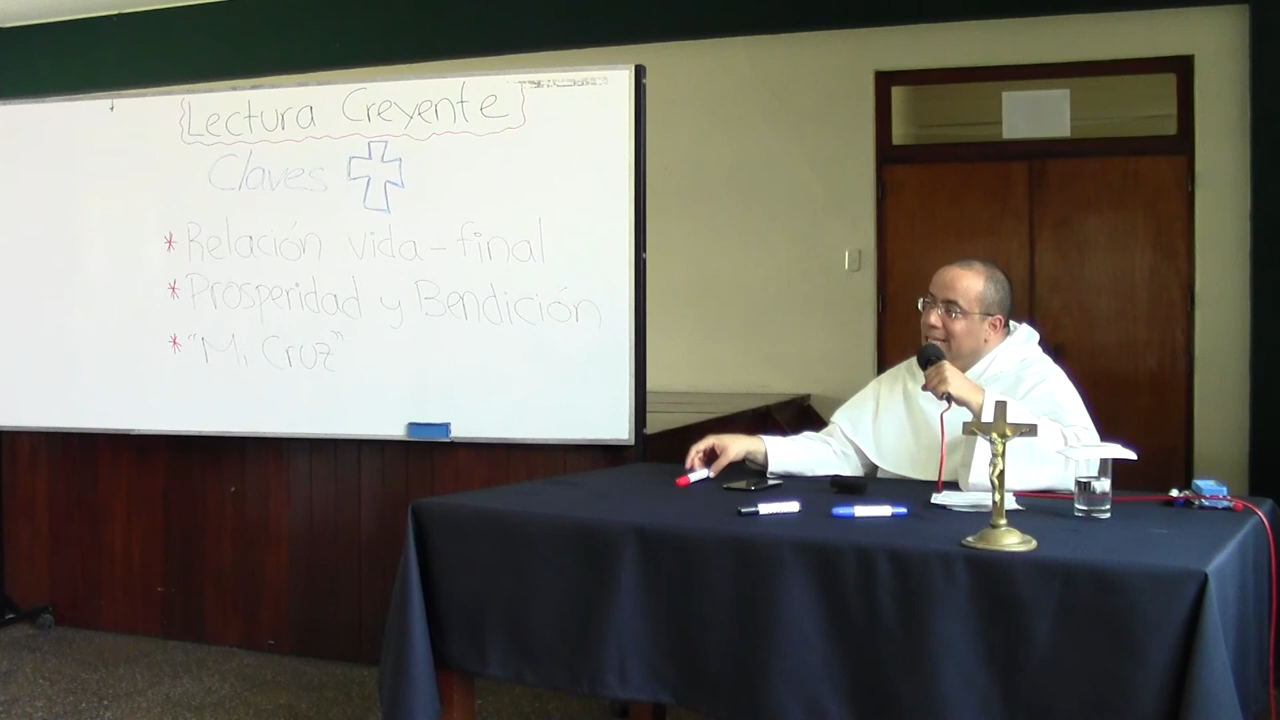 Lectura Creyente
Claves
* Relación vida - final
* Prosperidad y Bendición
* "Mi Cruz"